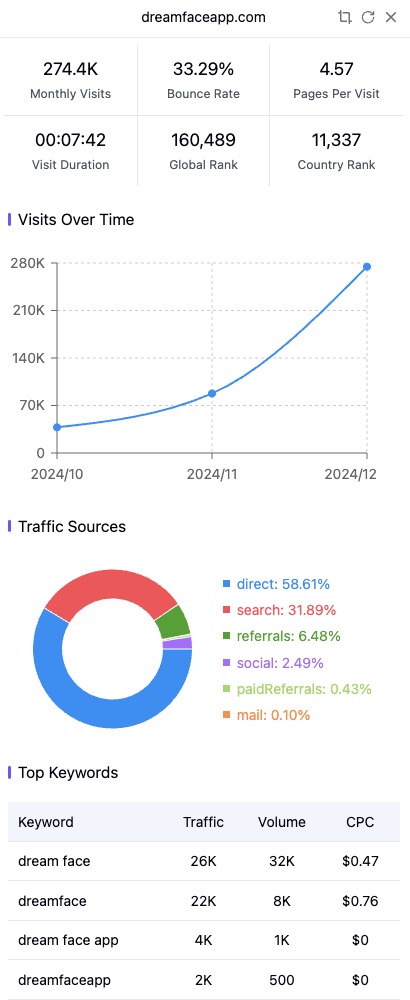 dreamfaceapp.com
274.4K 33.29% 4.57
Monthly Visits Bounce Rate Pages Per Visit
00:07:42 160,489 11,337
Visit Duration Global Rank Country Rank
Visits Over Time
280K
210K
140K
70K
0
2024/10 2024/11 2024/12
Traffic Sources
direct: 58.61%
search: 31.89%
referrals: 6.48%
social: 2.49%
paidReferrals: 0.43%
mail: 0.10%
Top Keywords
Keyword Traffic Volume CPC
dream face 26K 32K $0.47
dreamface 22K 8K $0.76
dream face app 4K 1K $0
dreamfaceapp 2K 500 $0